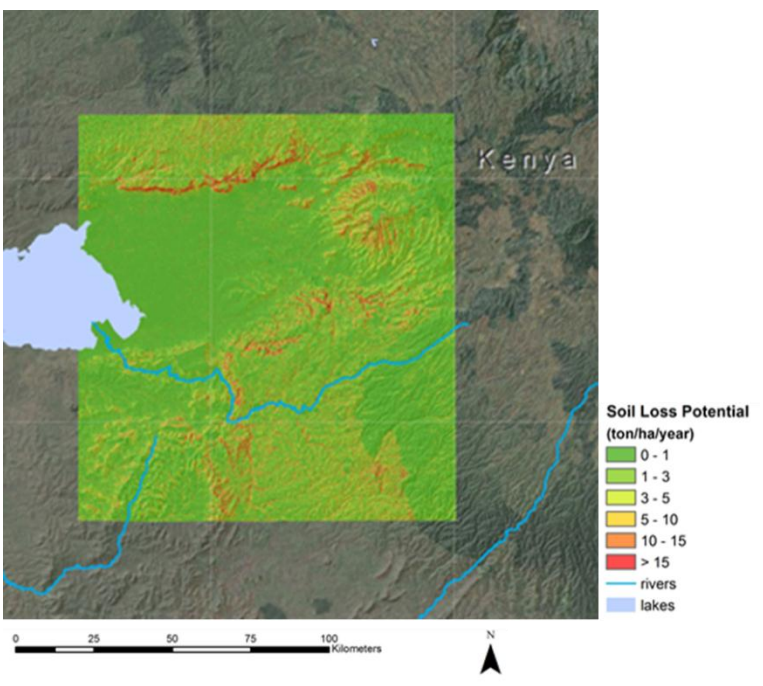 Kenya
Soil Loss Potential
(ton/ha/year)
0 - 1
1 - 3
3 - 5
5 - 10
10 - 15
> 15
rivers
lakes
0 25 50 75 100
Kilometers
N